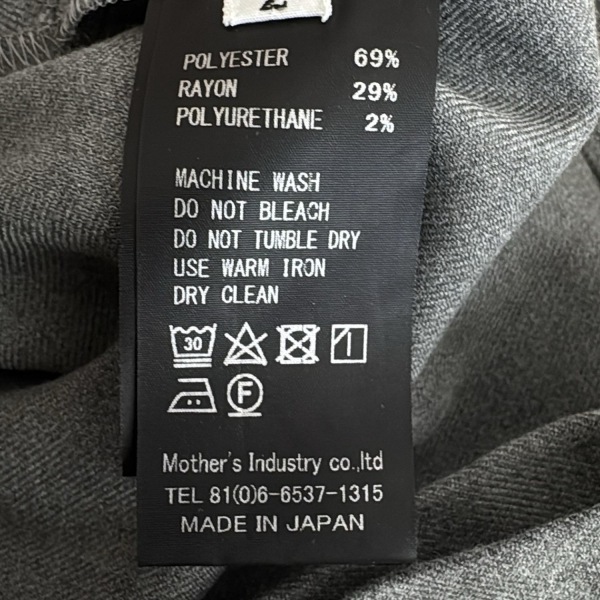 POLYESTER 69%
RAYON 29%
POLYURETHANE 2%
MACHINE WASH
DO NOT BLEACH
DO NOT TUMBLE DRY
USE WARM IRON
DRY CLEAN
30
F
Mother's Industry co.,ltd
TEL 81(0)6-6537-1315
MADE IN JAPAN